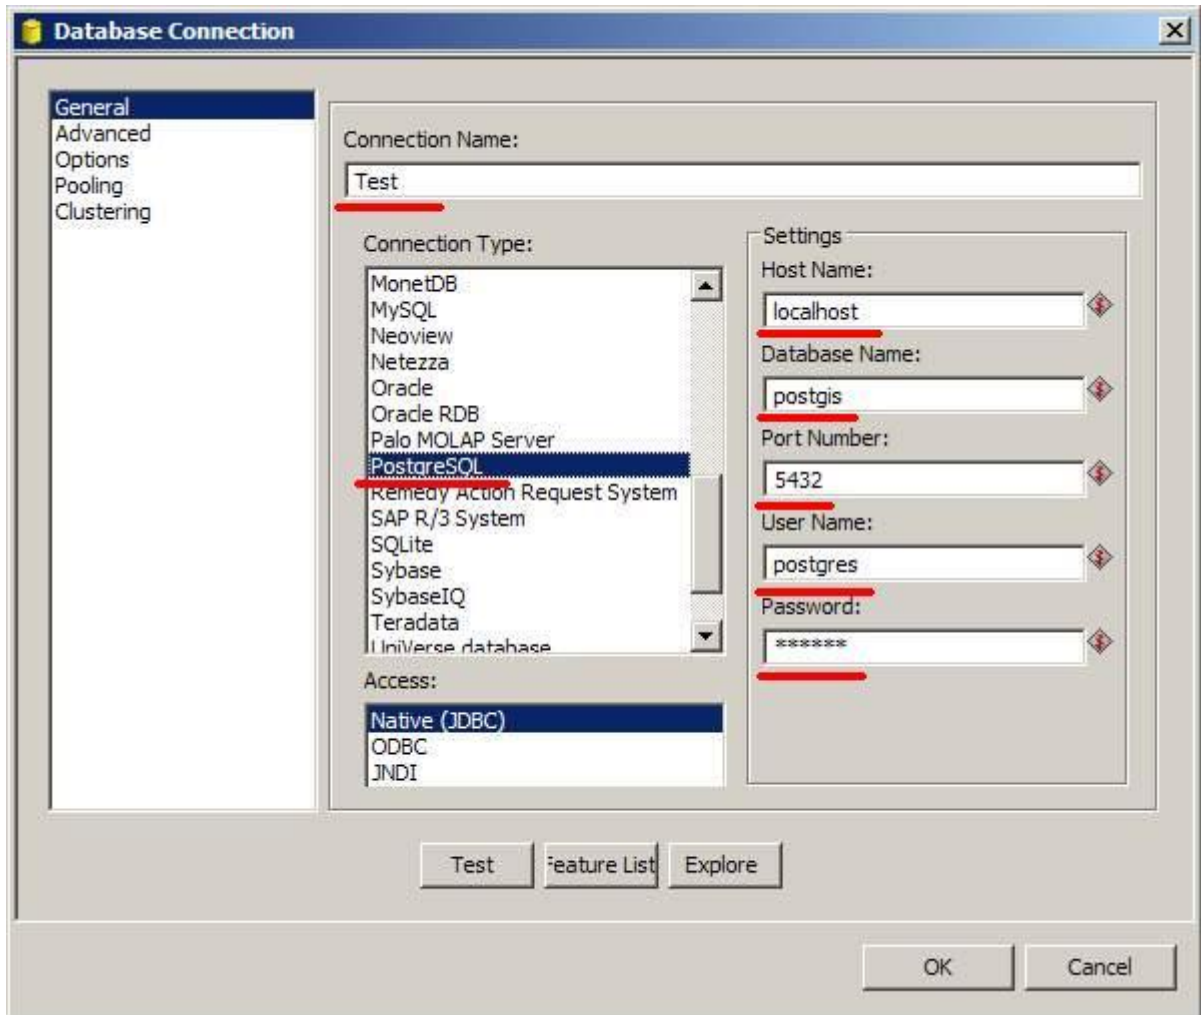 Database Connection
General
Advanced
Options
Pooling
Clustering
Connection Name:
Test
Connection Type:
MonetDB
MySQL
Neoview
Netezza
Oracle
Oracle RDB
Palo MOLAP Server
PostgreSQL
Remedy Action Request System
SAP R/3 System
SQLite
Sybase
SybaseIQ
Teradata
UniVerse database
Access:
Native (JDBC)
ODBC
JNDI
Settings
Host Name:
localhost
Database Name:
postgis
Port Number:
5432
User Name:
postgres
Password:
******
Test
Feature List
Explore
OK
Cancel